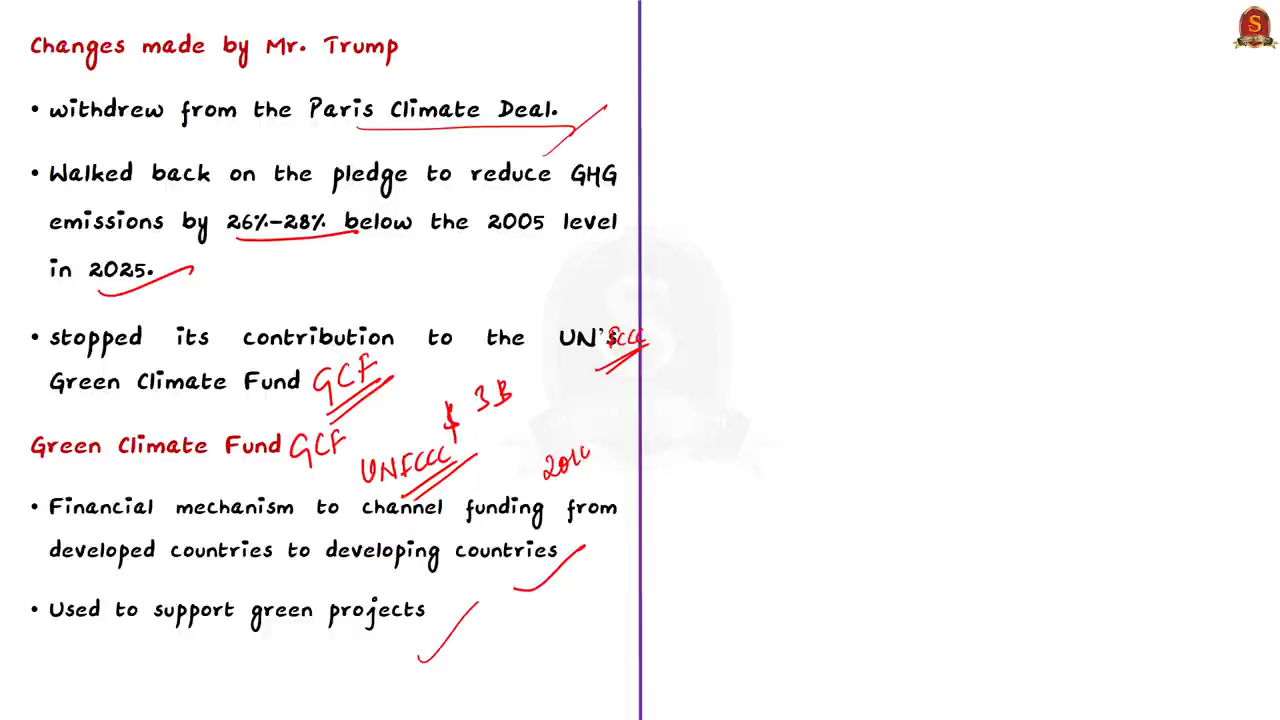 Changes made by Mr. Trump
• withdrew from the Paris Climate Deal.
• Walked back on the pledge to reduce GHG
emissions by 26%-28% below the 2005 level
in 2025.
• stopped its contribution to the UN's FCCC
Green Climate Fund GCF
$ 3B
Green Climate Fund GCF
UNFCCC
• Financial mechanism to channel funding from
developed countries to developing countries
• Used to support green projects
S